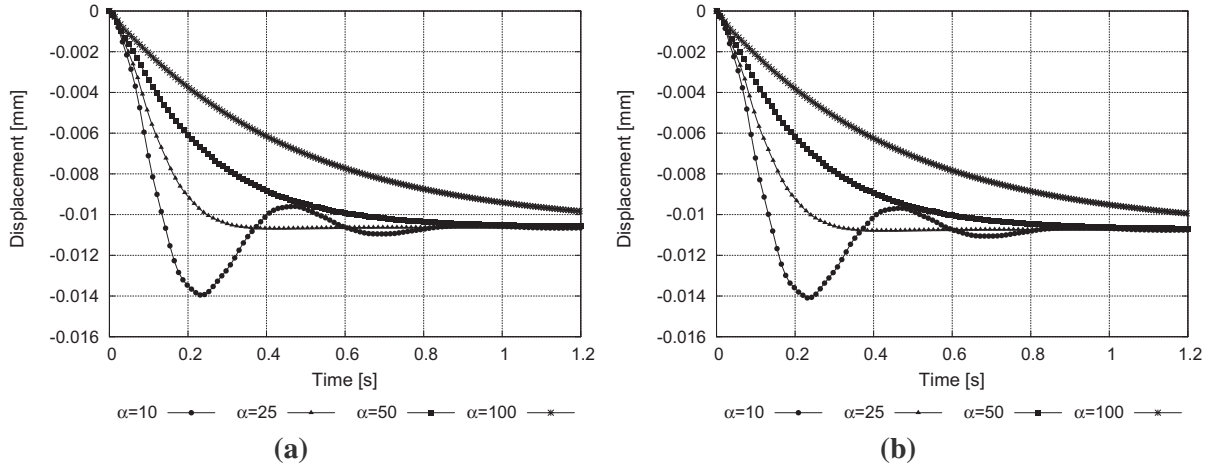 0
-0.002
-0.004
-0.006
-0.008
-0.01
-0.012
-0.014
-0.016
Displacement [mm]
0 0.2 0.4 0.6 0.8 1 1.2
Time [s]
α=10 α=25 α=50 α=100
(a)
0
-0.002
-0.004
-0.006
-0.008
-0.01
-0.012
-0.014
-0.016
Displacement [mm]
0 0.2 0.4 0.6 0.8 1 1.2
Time [s]
α=10 α=25 α=50 α=100
(b)